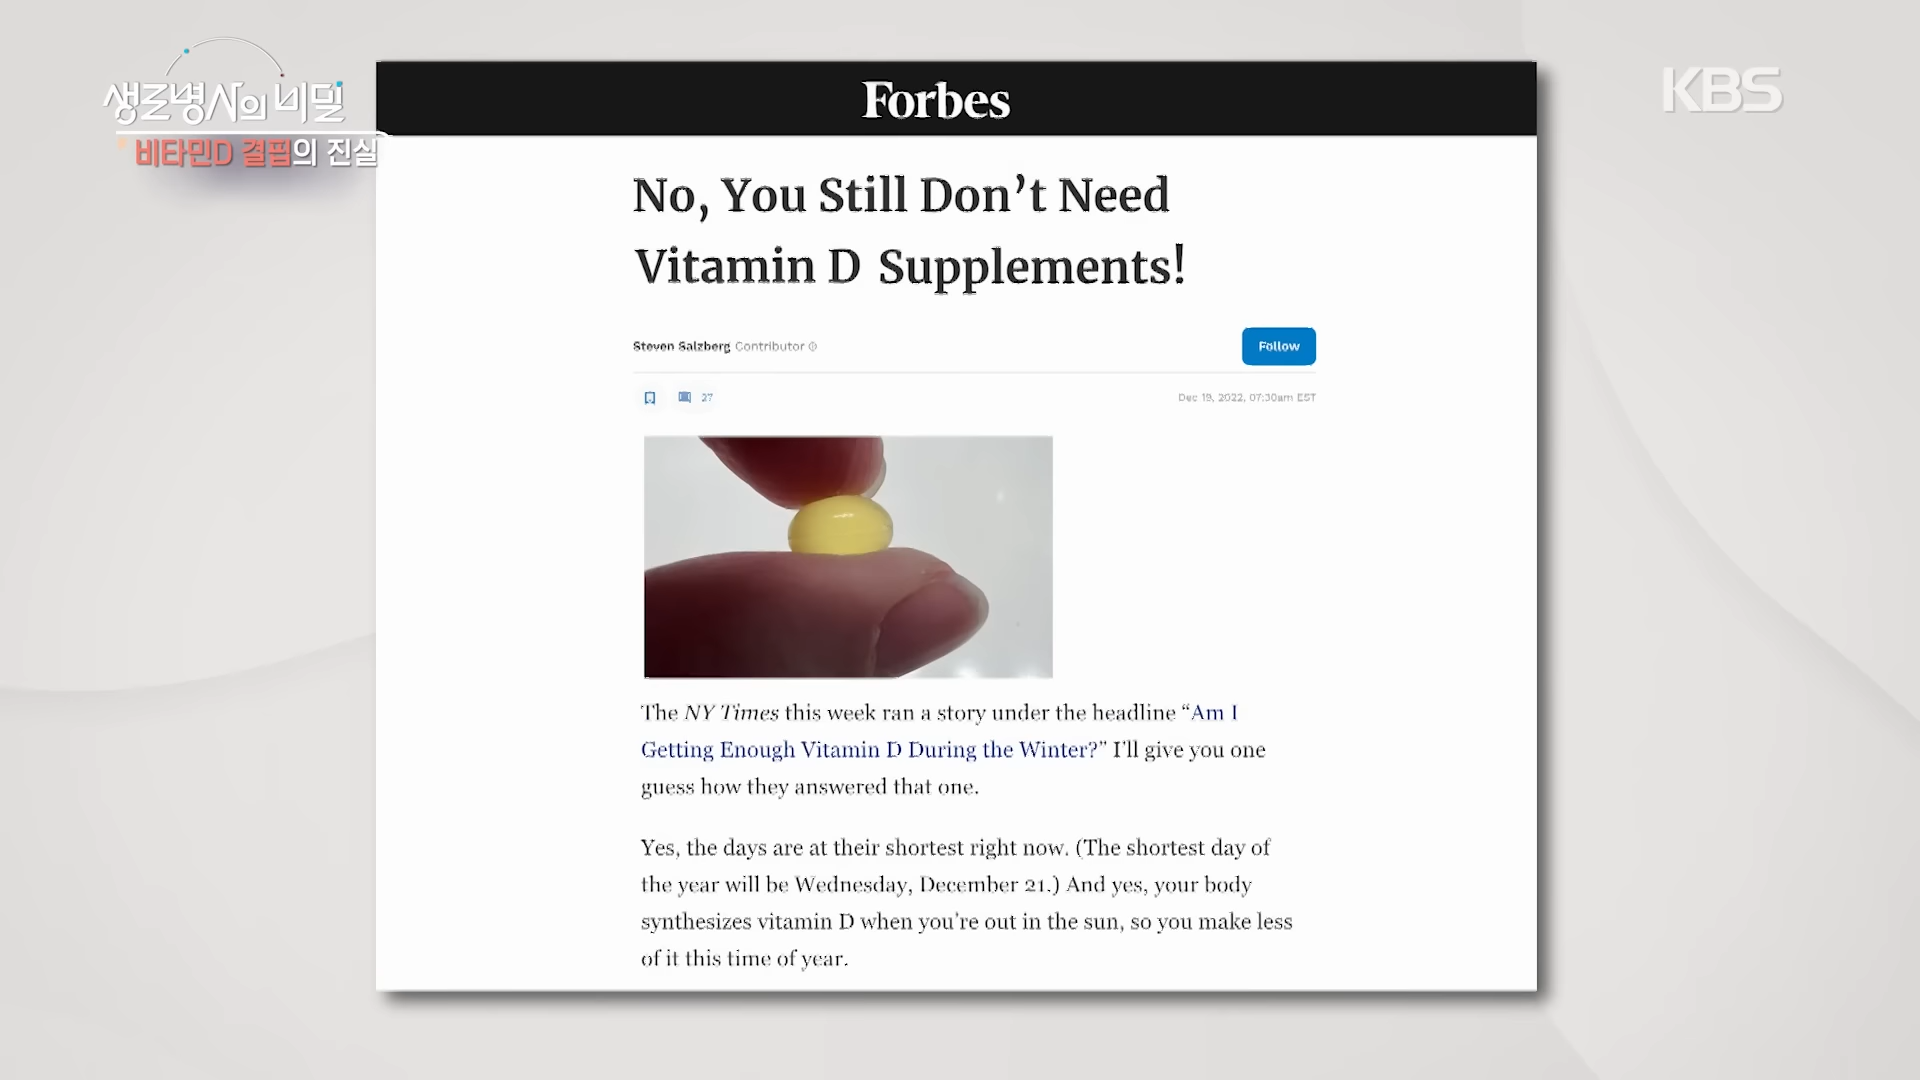 생로병사의 비밀
비타민D 결핍의 진실
KBS
Forbes
No, You Still Don’t Need
Vitamin D Supplements!
Steven Salzberg Contributor
Follow
27
Dec 19, 2022, 07:30am EST
The NY Times this week ran a story under the headline “Am I
Getting Enough Vitamin D During the Winter?” I’ll give you one
guess how they answered that one.
Yes, the days are at their shortest right now. (The shortest day of
the year will be Wednesday, December 21.) And yes, your body
synthesizes vitamin D when you’re out in the sun, so you make less
of it this time of year.